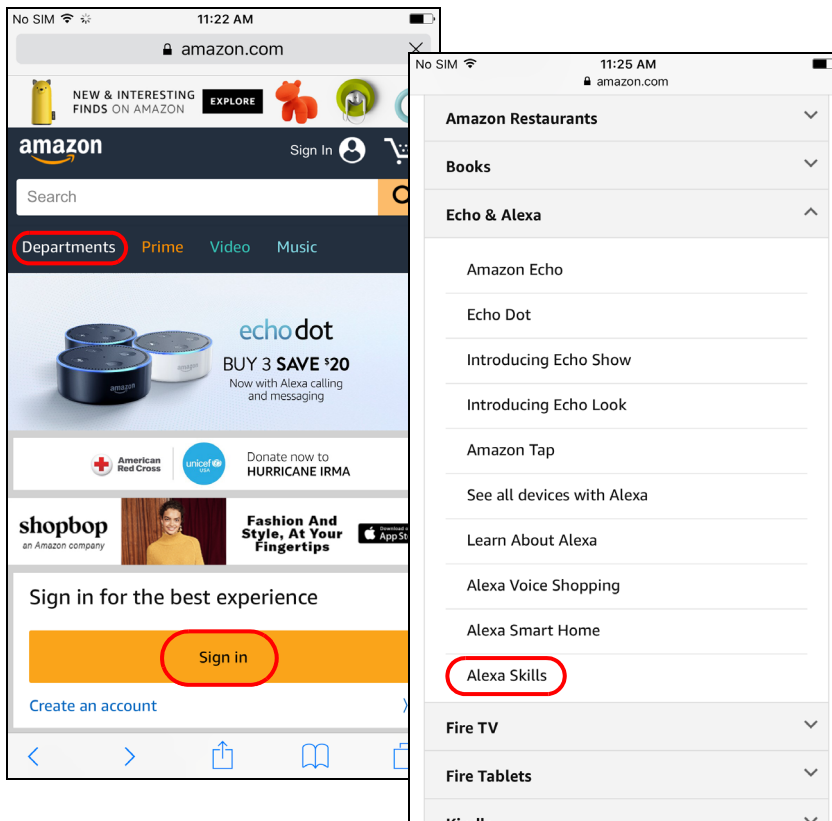 No SIM 11:22 AM
amazon.com
NEW & INTERESTING
FINDS ON AMAZON
EXPLORE
amazon
Sign In
Search
Departments Prime Video Music
echo dot
BUY 3 SAVE $20
Now with Alexa calling
and messaging
amazon
amazon
American
Red Cross
unicef
USA
Donate now to
HURRICANE IRMA
shopbop
an Amazon company
Fashion And
Style, At Your
Fingertips
Sign in for the best experience
Sign in
Create an account
No SIM 11:25 AM
amazon.com
Amazon Restaurants
Books
Echo & Alexa
Amazon Echo
Echo Dot
Introducing Echo Show
Introducing Echo Look
Amazon Tap
See all devices with Alexa
Learn About Alexa
Alexa Voice Shopping
Alexa Smart Home
Alexa Skills
Fire TV
Fire Tablets